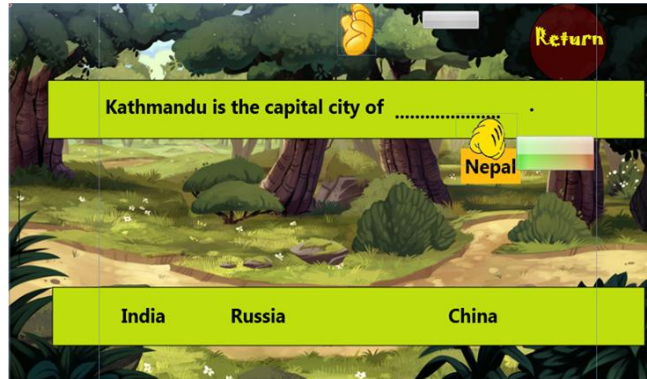 Return
Kathmandu is the capital city of ..................... .
Nepal
India Russia China